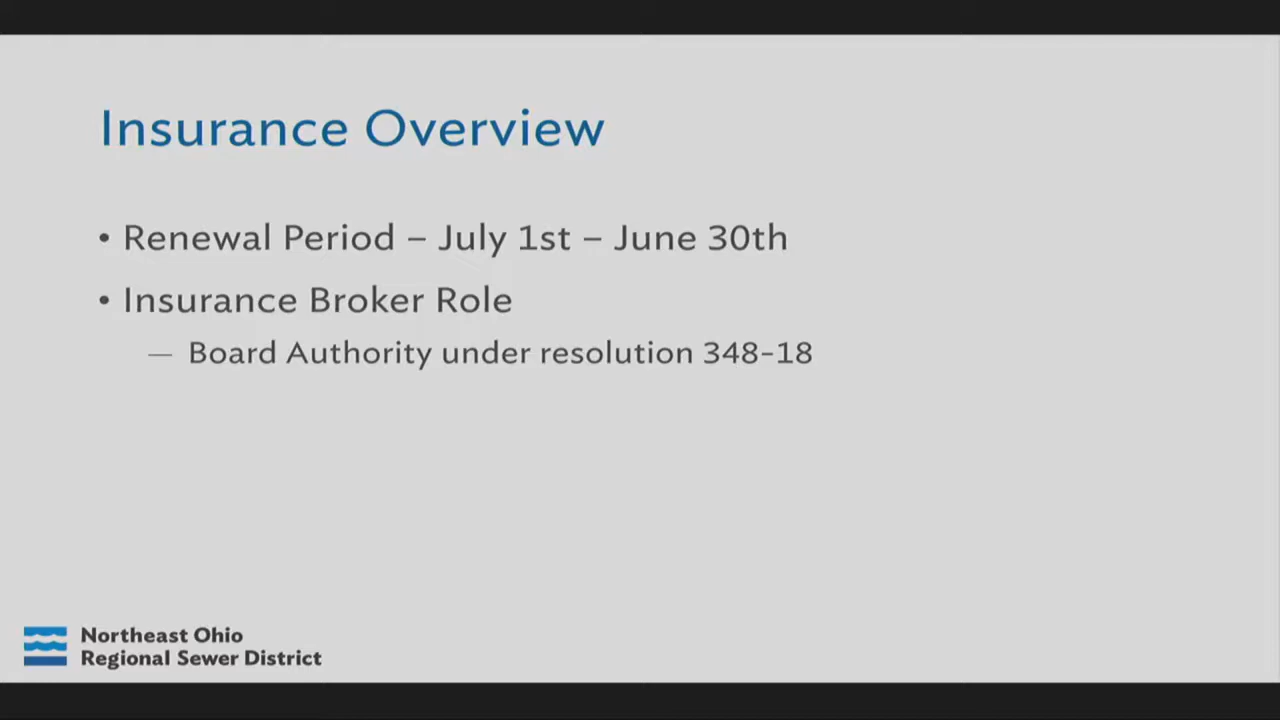 Insurance Overview
• Renewal Period – July 1st – June 30th
• Insurance Broker Role
— Board Authority under resolution 348-18
Northeast Ohio
Regional Sewer District